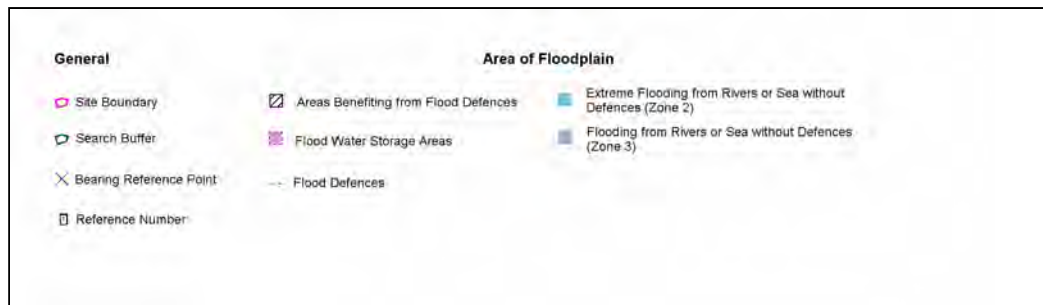 General
Area of Floodplain
Site Boundary
Areas Benefiting from Flood Defences
Extreme Flooding from Rivers or Sea without
Defences (Zone 2)
Search Buffer
Flood Water Storage Areas
Flooding from Rivers or Sea without Defences
(Zone 3)
Bearing Reference Point
Flood Defences
Reference Number